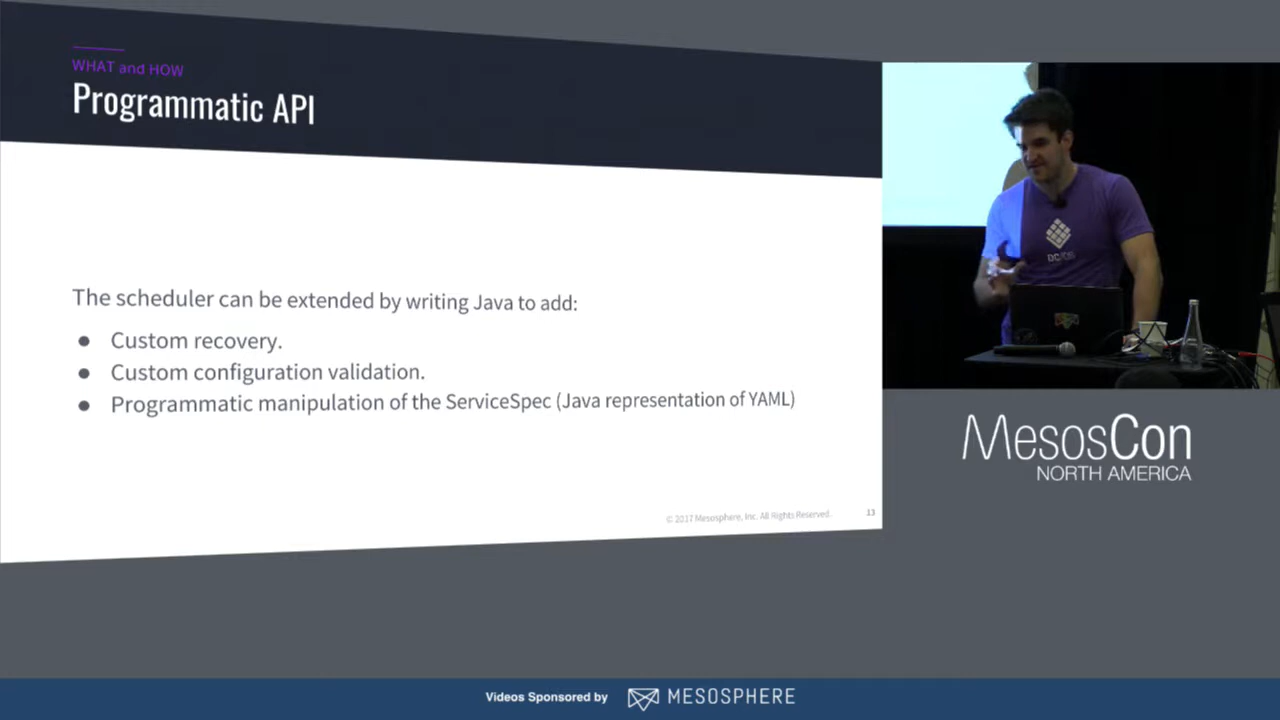 WHAT and HOW
Programmatic API
The scheduler can be extended by writing Java to add:
● Custom recovery.
● Custom configuration validation.
● Programmatic manipulation of the ServiceSpec (Java representation of YAML)
© 2017 Mesosphere, Inc. All Rights Reserved.
13
DC/OS
MesosCon
NORTH AMERICA
Videos Sponsored by
MESOSPHERE